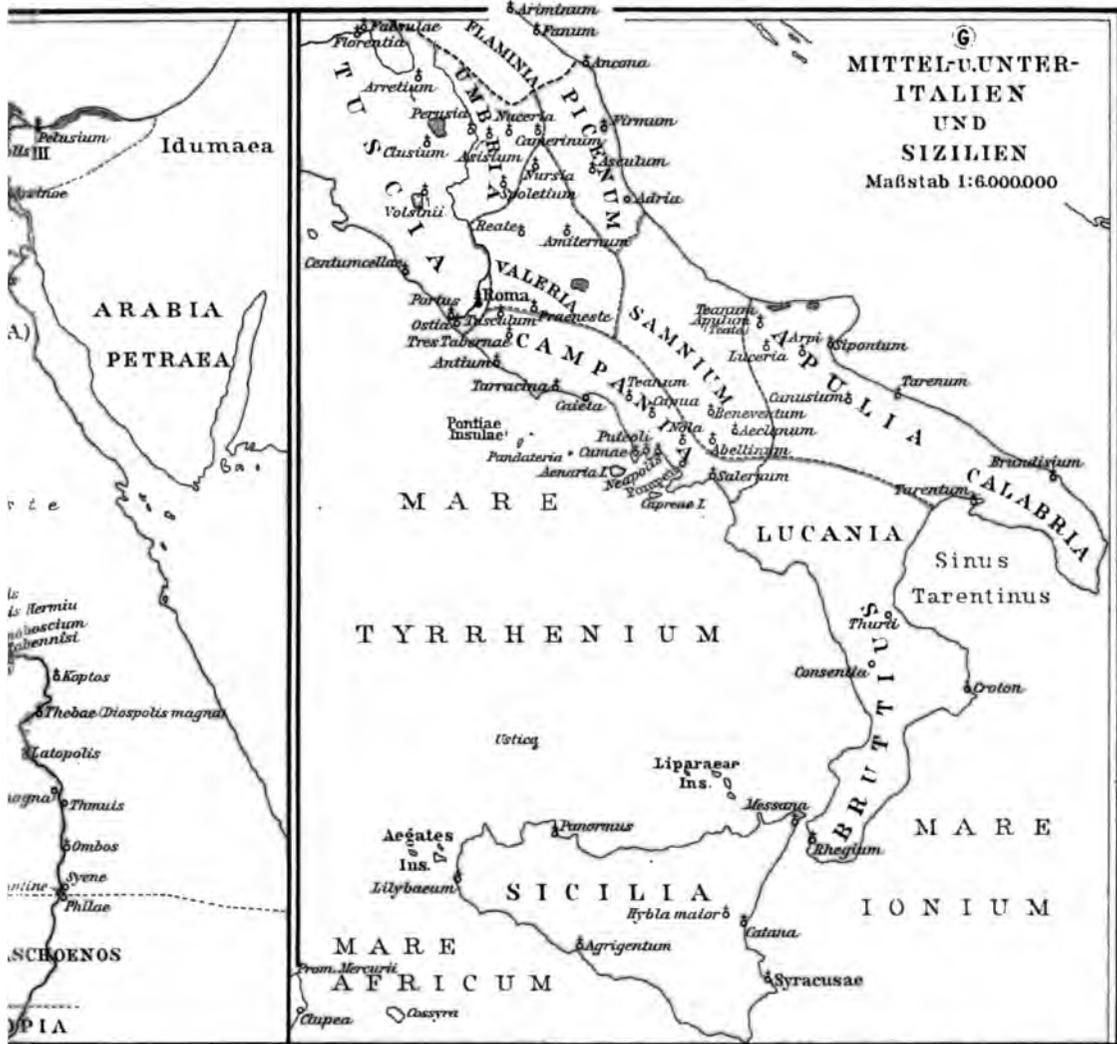 Pelusium
III
Idumaea
ARABIA
PETRAEA
Koptos
Thebae (Diospolis magna)
Latopolis
Thmuis
Ombos
Syene
Philae
G
MITTEL-U.UNTER-
ITALIEN
UND
SIZILIEN
Maßstab 1:6.000.000
Ariminum
Fanum
Faesulae
Florentia
FLAMINIA
Ancona
TUSCIA
UMBRIA
PICENUM
Arretium
Perusia
Nuceria
Firmum
Clusium
Asisium
Camerinum
Nursia
Asculum
Volsinii
Spoletium
Adria
Reate
Amiternum
Centumcellae
VALERIA
Portus
Roma
Praeneste
Ostia
Tusculum
Tres Tabernae
SAMNIUM
Teanum
Apulum
Arpi
Sipontum
Luceria
APULIA
CAMPANIA
Antium
Tarracina
Teanum
Canusium
Tarenum
Caieta
Capua
Beneventum
Pontiae
Insulae
Nola
Aeclanum
Puteoli
Pandateria
Cumae
Abellinum
Aenaria I.
Neapolis
Pompeii
Salernum
Brundisium
Capreae I.
Tarentum
CALABRIA
MARE
TYRRHENIUM
LUCANIA
Sinus
Tarentinus
Thurii
Consentia
Croton
BRUTTIUS
Ustica
Liparaeae
Ins.
Messana
Rhegium
MARE
IONIUM
Aegates
Ins.
Panormus
Lilybaeum
SICILIA
Hybla maior
Catana
Agrigentum
Syracusae
MARE
AFRICUM
Prom. Mercurii
Clupea
Cossyra